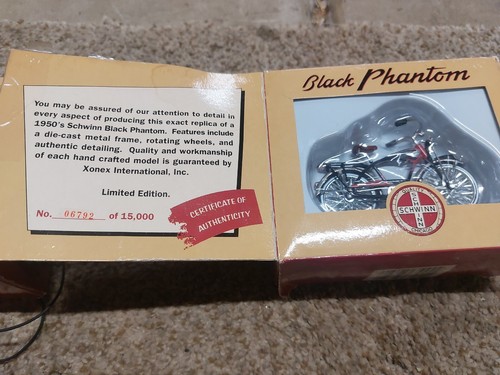 You may be assured of our attention to detail in
every aspect of producing this exact replica of a
1950's Schwinn Black Phantom. Features include
a die-cast metal frame, rotating wheels, and
authentic detailing. Quality and workmanship
of each hand crafted model is guaranteed by
Xonex International, Inc.
Limited Edition.
No. 06792 of 15,000
CERTIFICATE OF
AUTHENTICITY
Black Phantom
QUALITY
SCHWINN
SCHWINN
CHICAGO